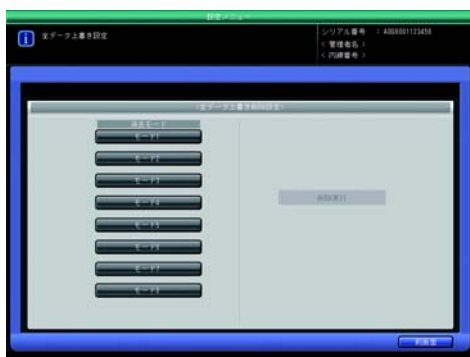 設定メニュー
全データ上書き設定
シリアル番号 : A0G0X01123456
< 管理者名 >
< 内線番号 >
<全データ上書き削除設定>
消去モード
モード1
モード2
モード3
モード4
モード5
モード6
モード7
モード8
削除実行
前画面